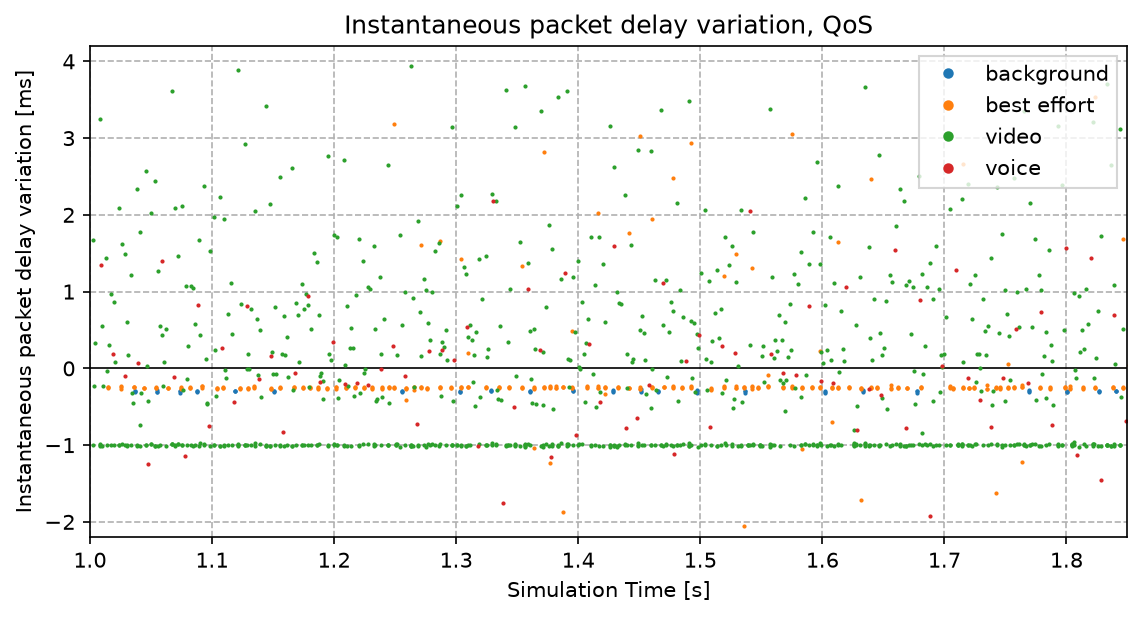 Instantaneous packet delay variation, QoS
Instantaneous packet delay variation [ms]
4
3
2
1
0
−1
−2
background
best effort
video
voice
1.0 1.1 1.2 1.3 1.4 1.5 1.6 1.7 1.8
Simulation Time [s]